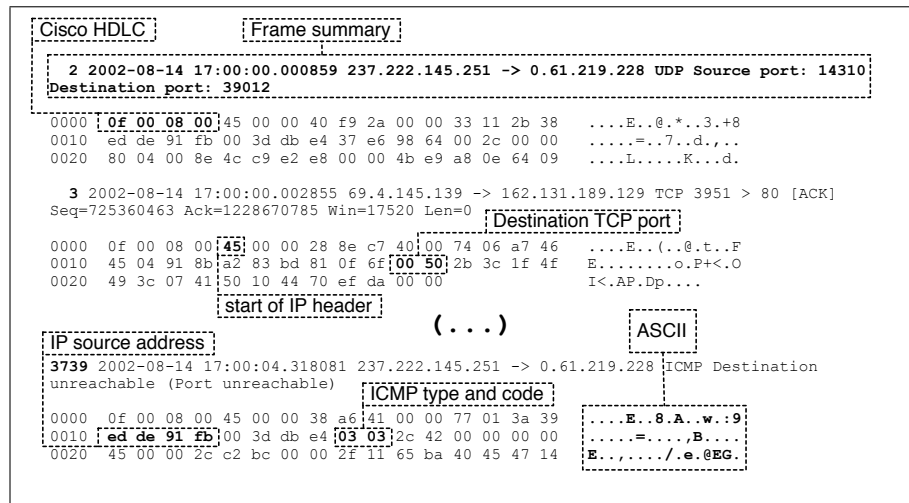 Cisco HDLC
Frame summary
2 2002-08-14 17:00:00.000859 237.222.145.251 -> 0.61.219.228 UDP Source port: 14310
Destination port: 39012
0000 0f 00 08 00 45 00 00 40 f9 2a 00 00 33 11 2b 38 ....E..@.*..3.+8
0010 ed de 91 fb 00 3d db e4 37 e6 98 64 00 2c 00 00 .....=..7..d.,..
0020 80 04 00 8e 4c c9 e2 e8 00 00 4b e9 a8 0e 64 09 ....L.....K...d.
3 2002-08-14 17:00:00.002855 69.4.145.139 -> 162.131.189.129 TCP 3951 > 80 [ACK]
Seq=725360463 Ack=1228670785 Win=17520 Len=0
Destination TCP port
0000 0f 00 08 00 45 00 00 28 8e c7 40 00 74 06 a7 46 ....E..(..@.t..F
0010 45 04 91 8b a2 83 bd 81 0f 6f 00 50 2b 3c 1f 4f E........o.P+<.O
0020 49 3c 07 41 50 10 44 70 ef da 00 00 I<.AP.Dp....
start of IP header
(...)
ASCII
IP source address
3739 2002-08-14 17:00:04.318081 237.222.145.251 -> 0.61.219.228 ICMP Destination
unreachable (Port unreachable)
ICMP type and code
0000 0f 00 08 00 45 00 00 38 a6 41 00 00 77 01 3a 39 ....E..8.A..w.:9
0010 ed de 91 fb 00 3d db e4 03 03 2c 42 00 00 00 00 .....=....,B....
0020 45 00 00 2c c2 bc 00 00 2f 11 65 ba 40 45 47 14 E..,..../.e.@EG.